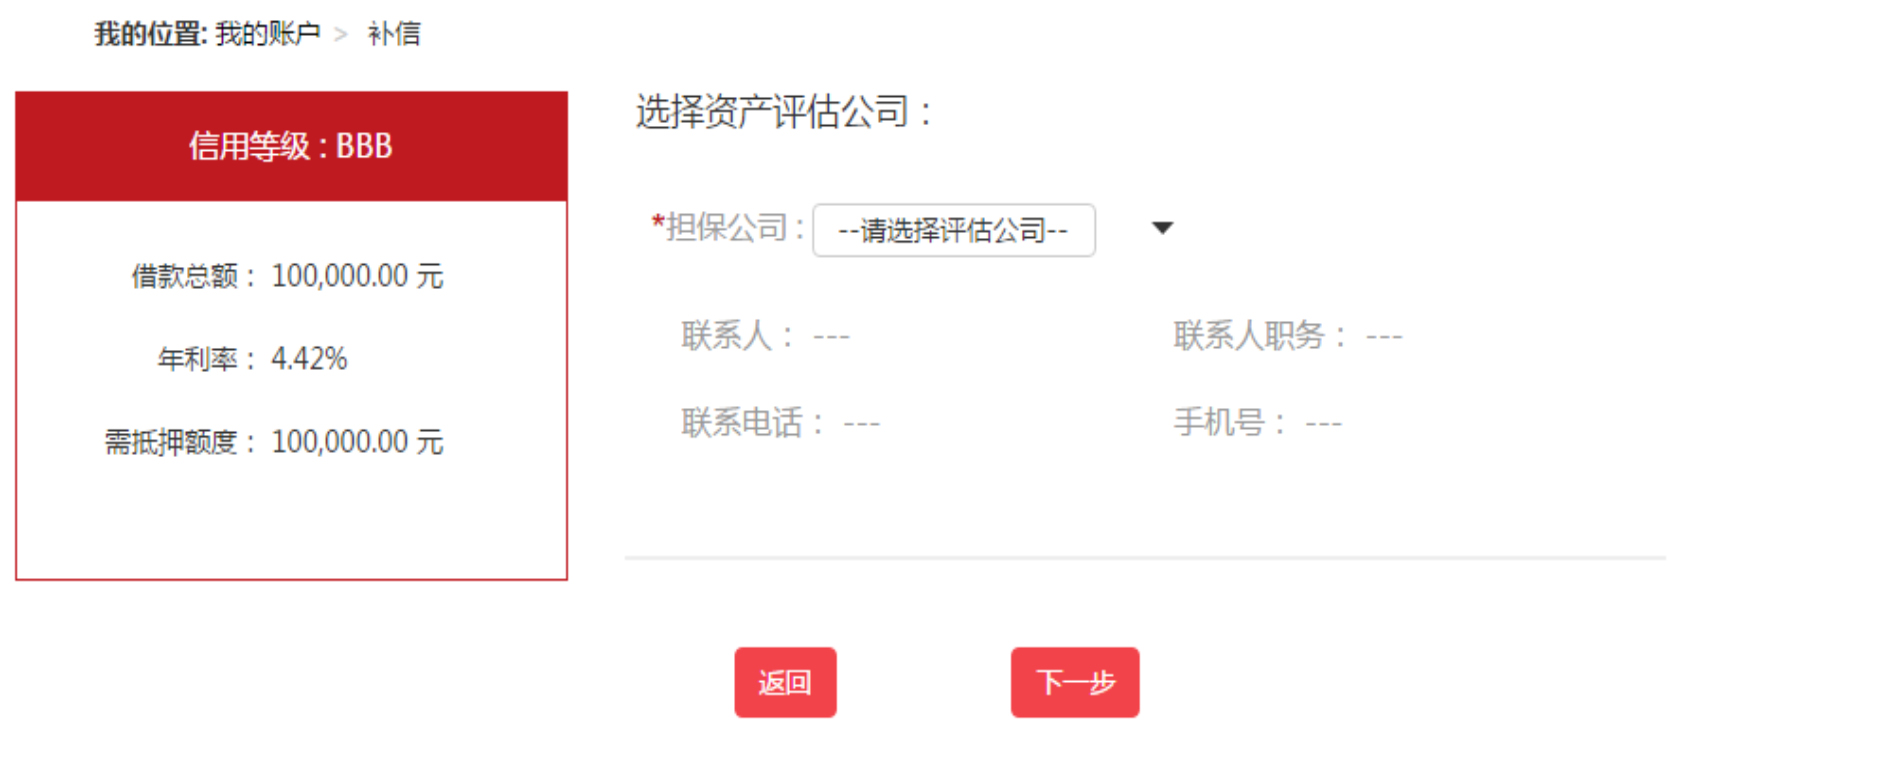 我的位置: 我的账户 > 补信
信用等级 : BBB
借款总额： 100,000.00 元
年利率： 4.42%
需抵押额度： 100,000.00 元
选择资产评估公司：
*担保公司 : --请选择评估公司--
联系人： ---
联系人职务： ---
联系电话： ---
手机号： ---
返回
下一步